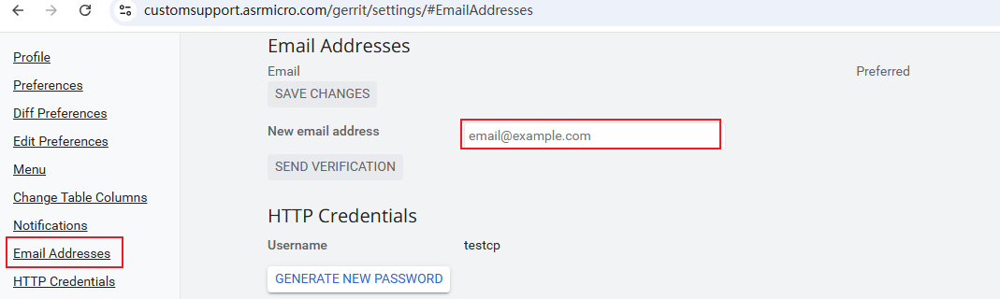 customsupport.asrmicro.com/gerrit/settings/#EmailAddresses
Profile
Preferences
Diff Preferences
Edit Preferences
Menu
Change Table Columns
Notifications
Email Addresses
HTTP Credentials
Email Addresses
Email Preferred
SAVE CHANGES
New email address email@example.com
SEND VERIFICATION
HTTP Credentials
Username testcp
GENERATE NEW PASSWORD